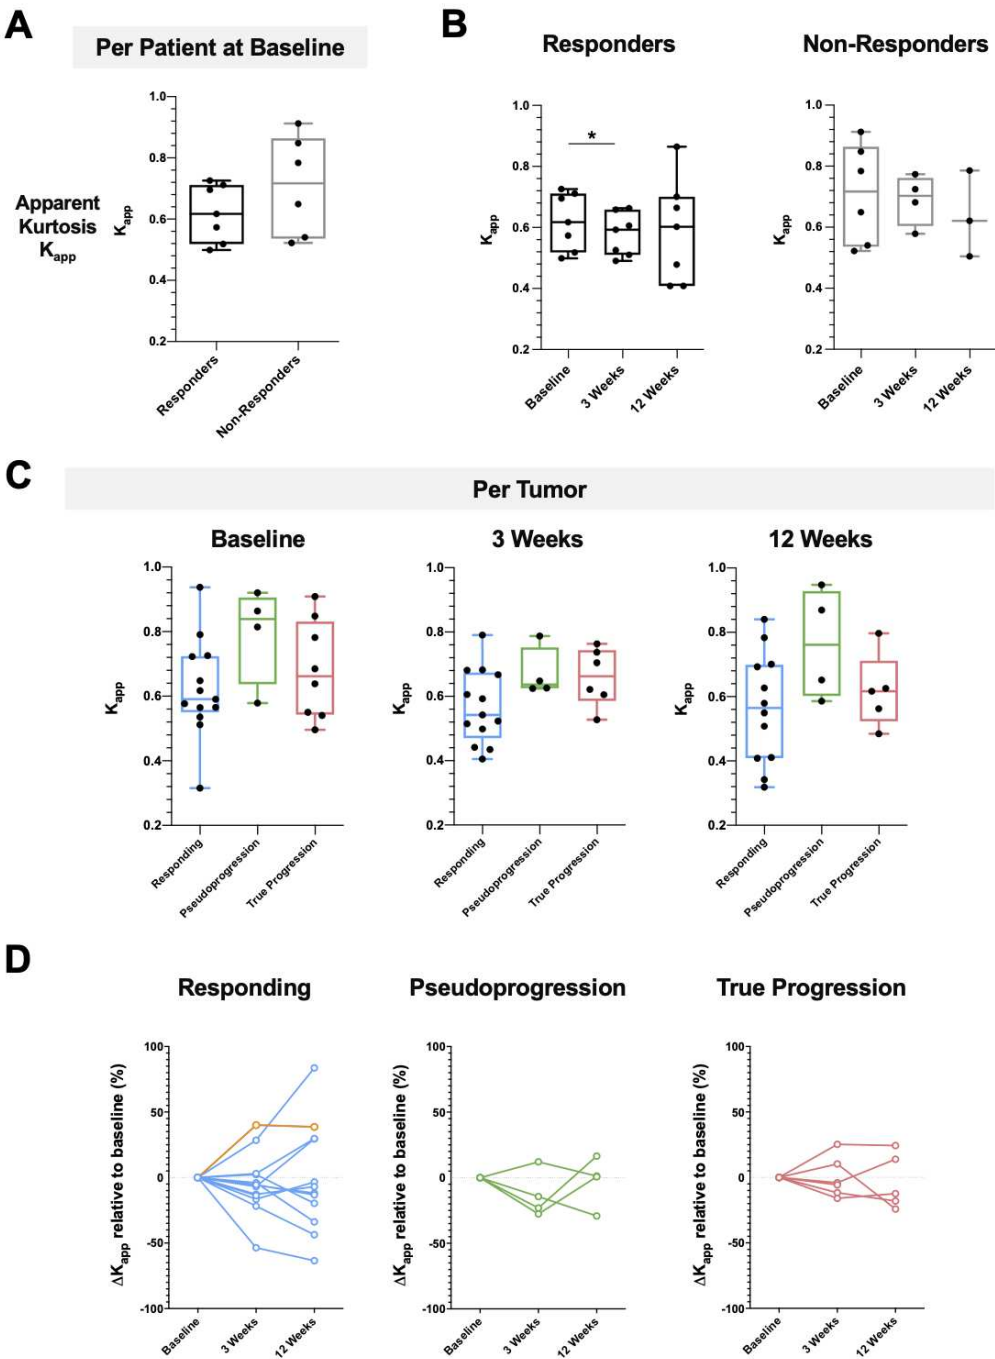 A
Per Patient at Baseline
Apparent
Kurtosis
Kapp
Kapp
1.0
0.8
0.6
0.4
0.2
Responders
Non-Responders
B
Responders
Kapp
1.0
0.8
0.6
0.4
0.2
*
Baseline
3 Weeks
12 Weeks
Non-Responders
Kapp
1.0
0.8
0.6
0.4
0.2
Baseline
3 Weeks
12 Weeks
C
Per Tumor
Baseline
Kapp
1.0
0.8
0.6
0.4
0.2
Responding
Pseudoprogression
True Progression
3 Weeks
Kapp
1.0
0.8
0.6
0.4
0.2
Responding
Pseudoprogression
True Progression
12 Weeks
Kapp
1.0
0.8
0.6
0.4
0.2
Responding
Pseudoprogression
True Progression
D
Responding
ΔKapp relative to baseline (%)
100
50
0
-50
-100
Baseline
3 Weeks
12 Weeks
Pseudoprogression
ΔKapp relative to baseline (%)
100
50
0
-50
-100
Baseline
3 Weeks
12 Weeks
True Progression
ΔKapp relative to baseline (%)
100
50
0
-50
-100
Baseline
3 Weeks
12 Weeks